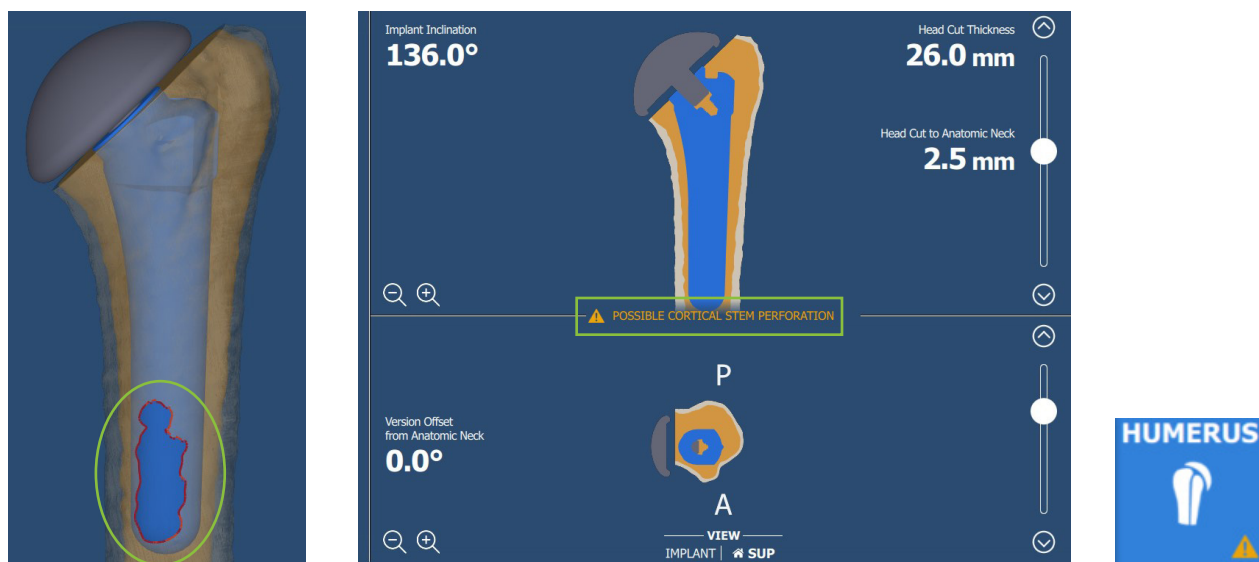 Implant Inclination
136.0°
Head Cut Thickness
26.0 mm
Head Cut to Anatomic Neck
2.5 mm
POSSIBLE CORTICAL STEM PERFORATION
P
Version Offset
from Anatomic Neck
0.0°
A
VIEW
IMPLANT | SUP
HUMERUS